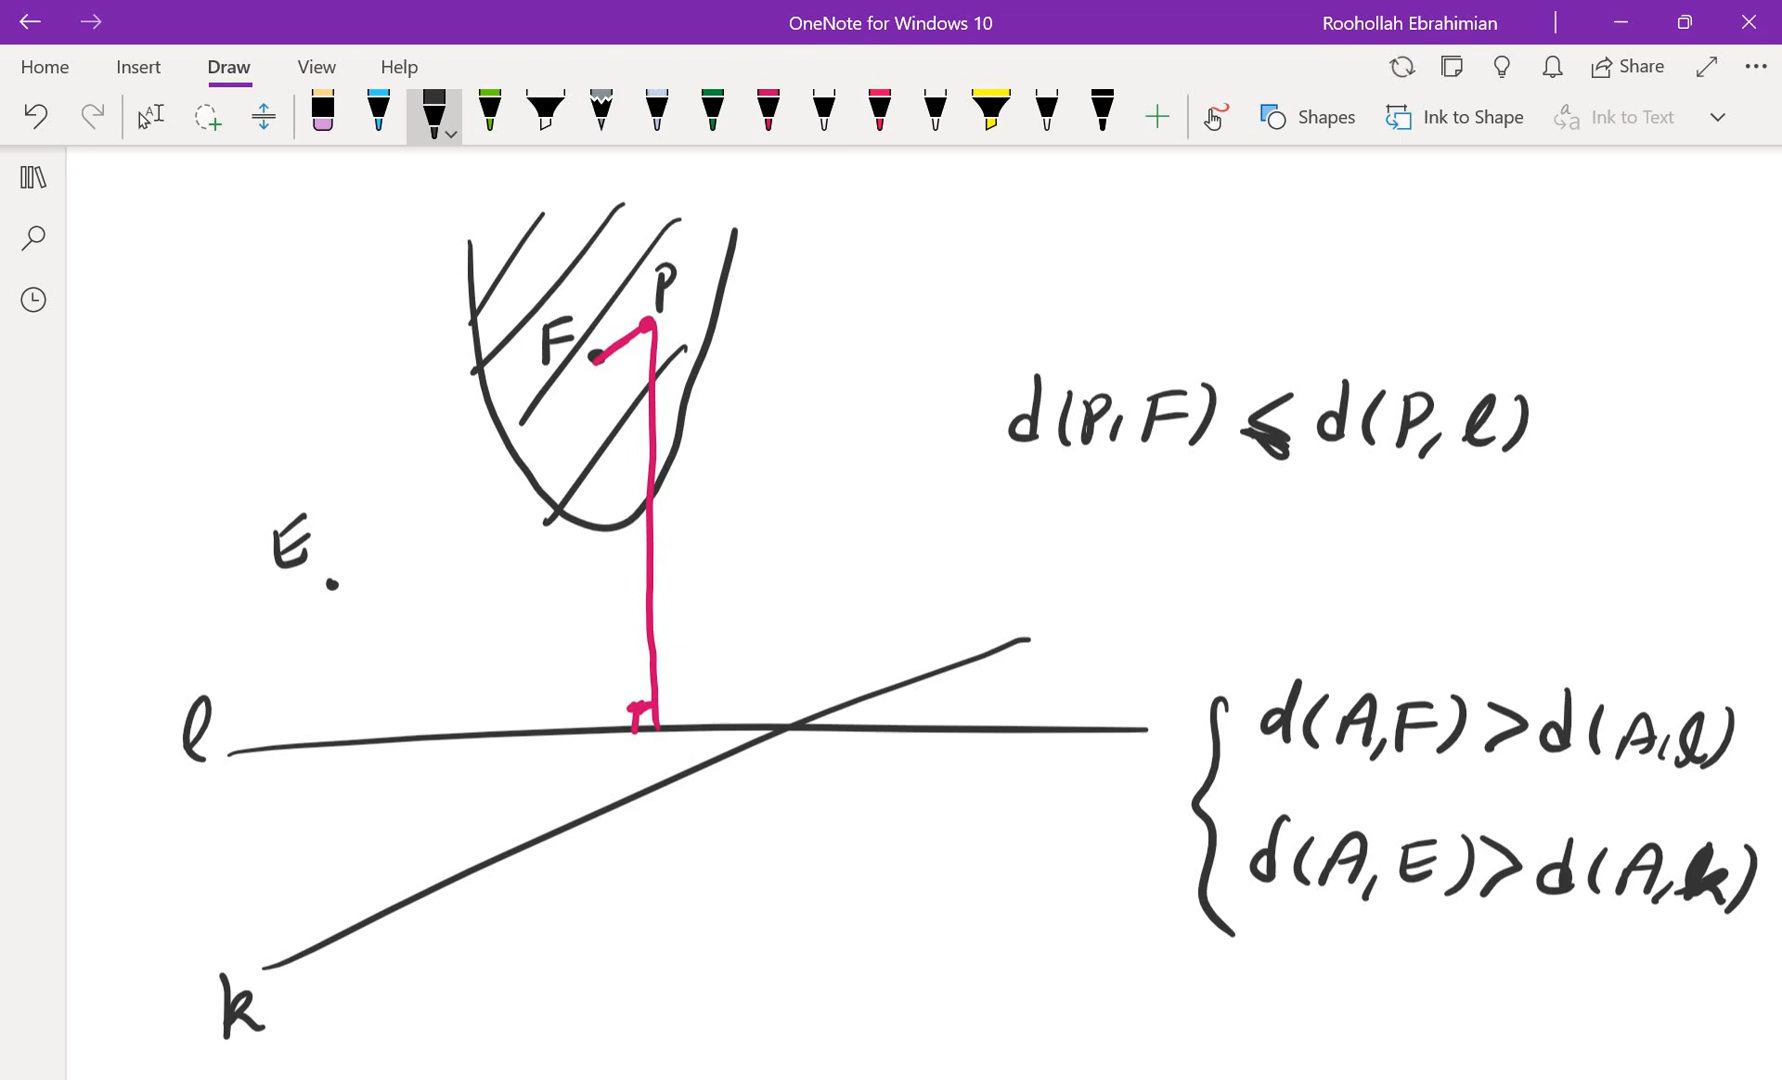 OneNote for Windows 10
Roohollah Ebrahimian
Home Insert Draw View Help
Share
Shapes
Ink to Shape
Ink to Text
P
F
d(P,F) ≤ d(P,l)
E
l
d(A,F) > d(A,l)
d(A,E) > d(A,k)
k